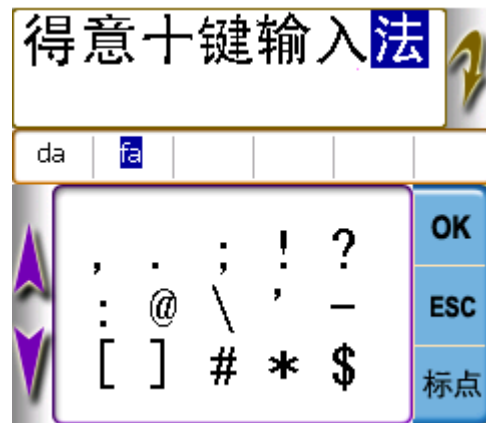 得意十键输入法
da fa
OK
, . ; ! ?
: @ \ ' —
ESC
[ ] # * $
标点